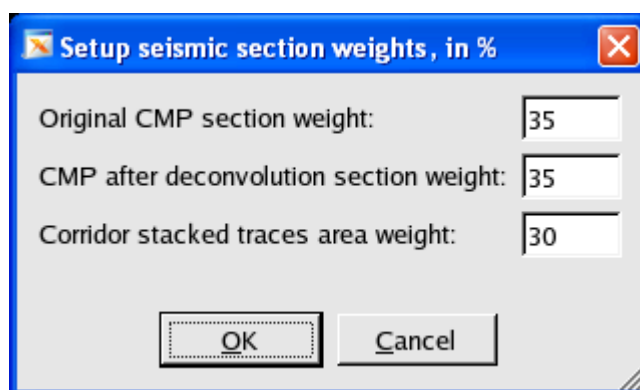 Setup seismic section weights, in %
Original CMP section weight: 35
CMP after deconvolution section weight: 35
Corridor stacked traces area weight: 30
OK Cancel